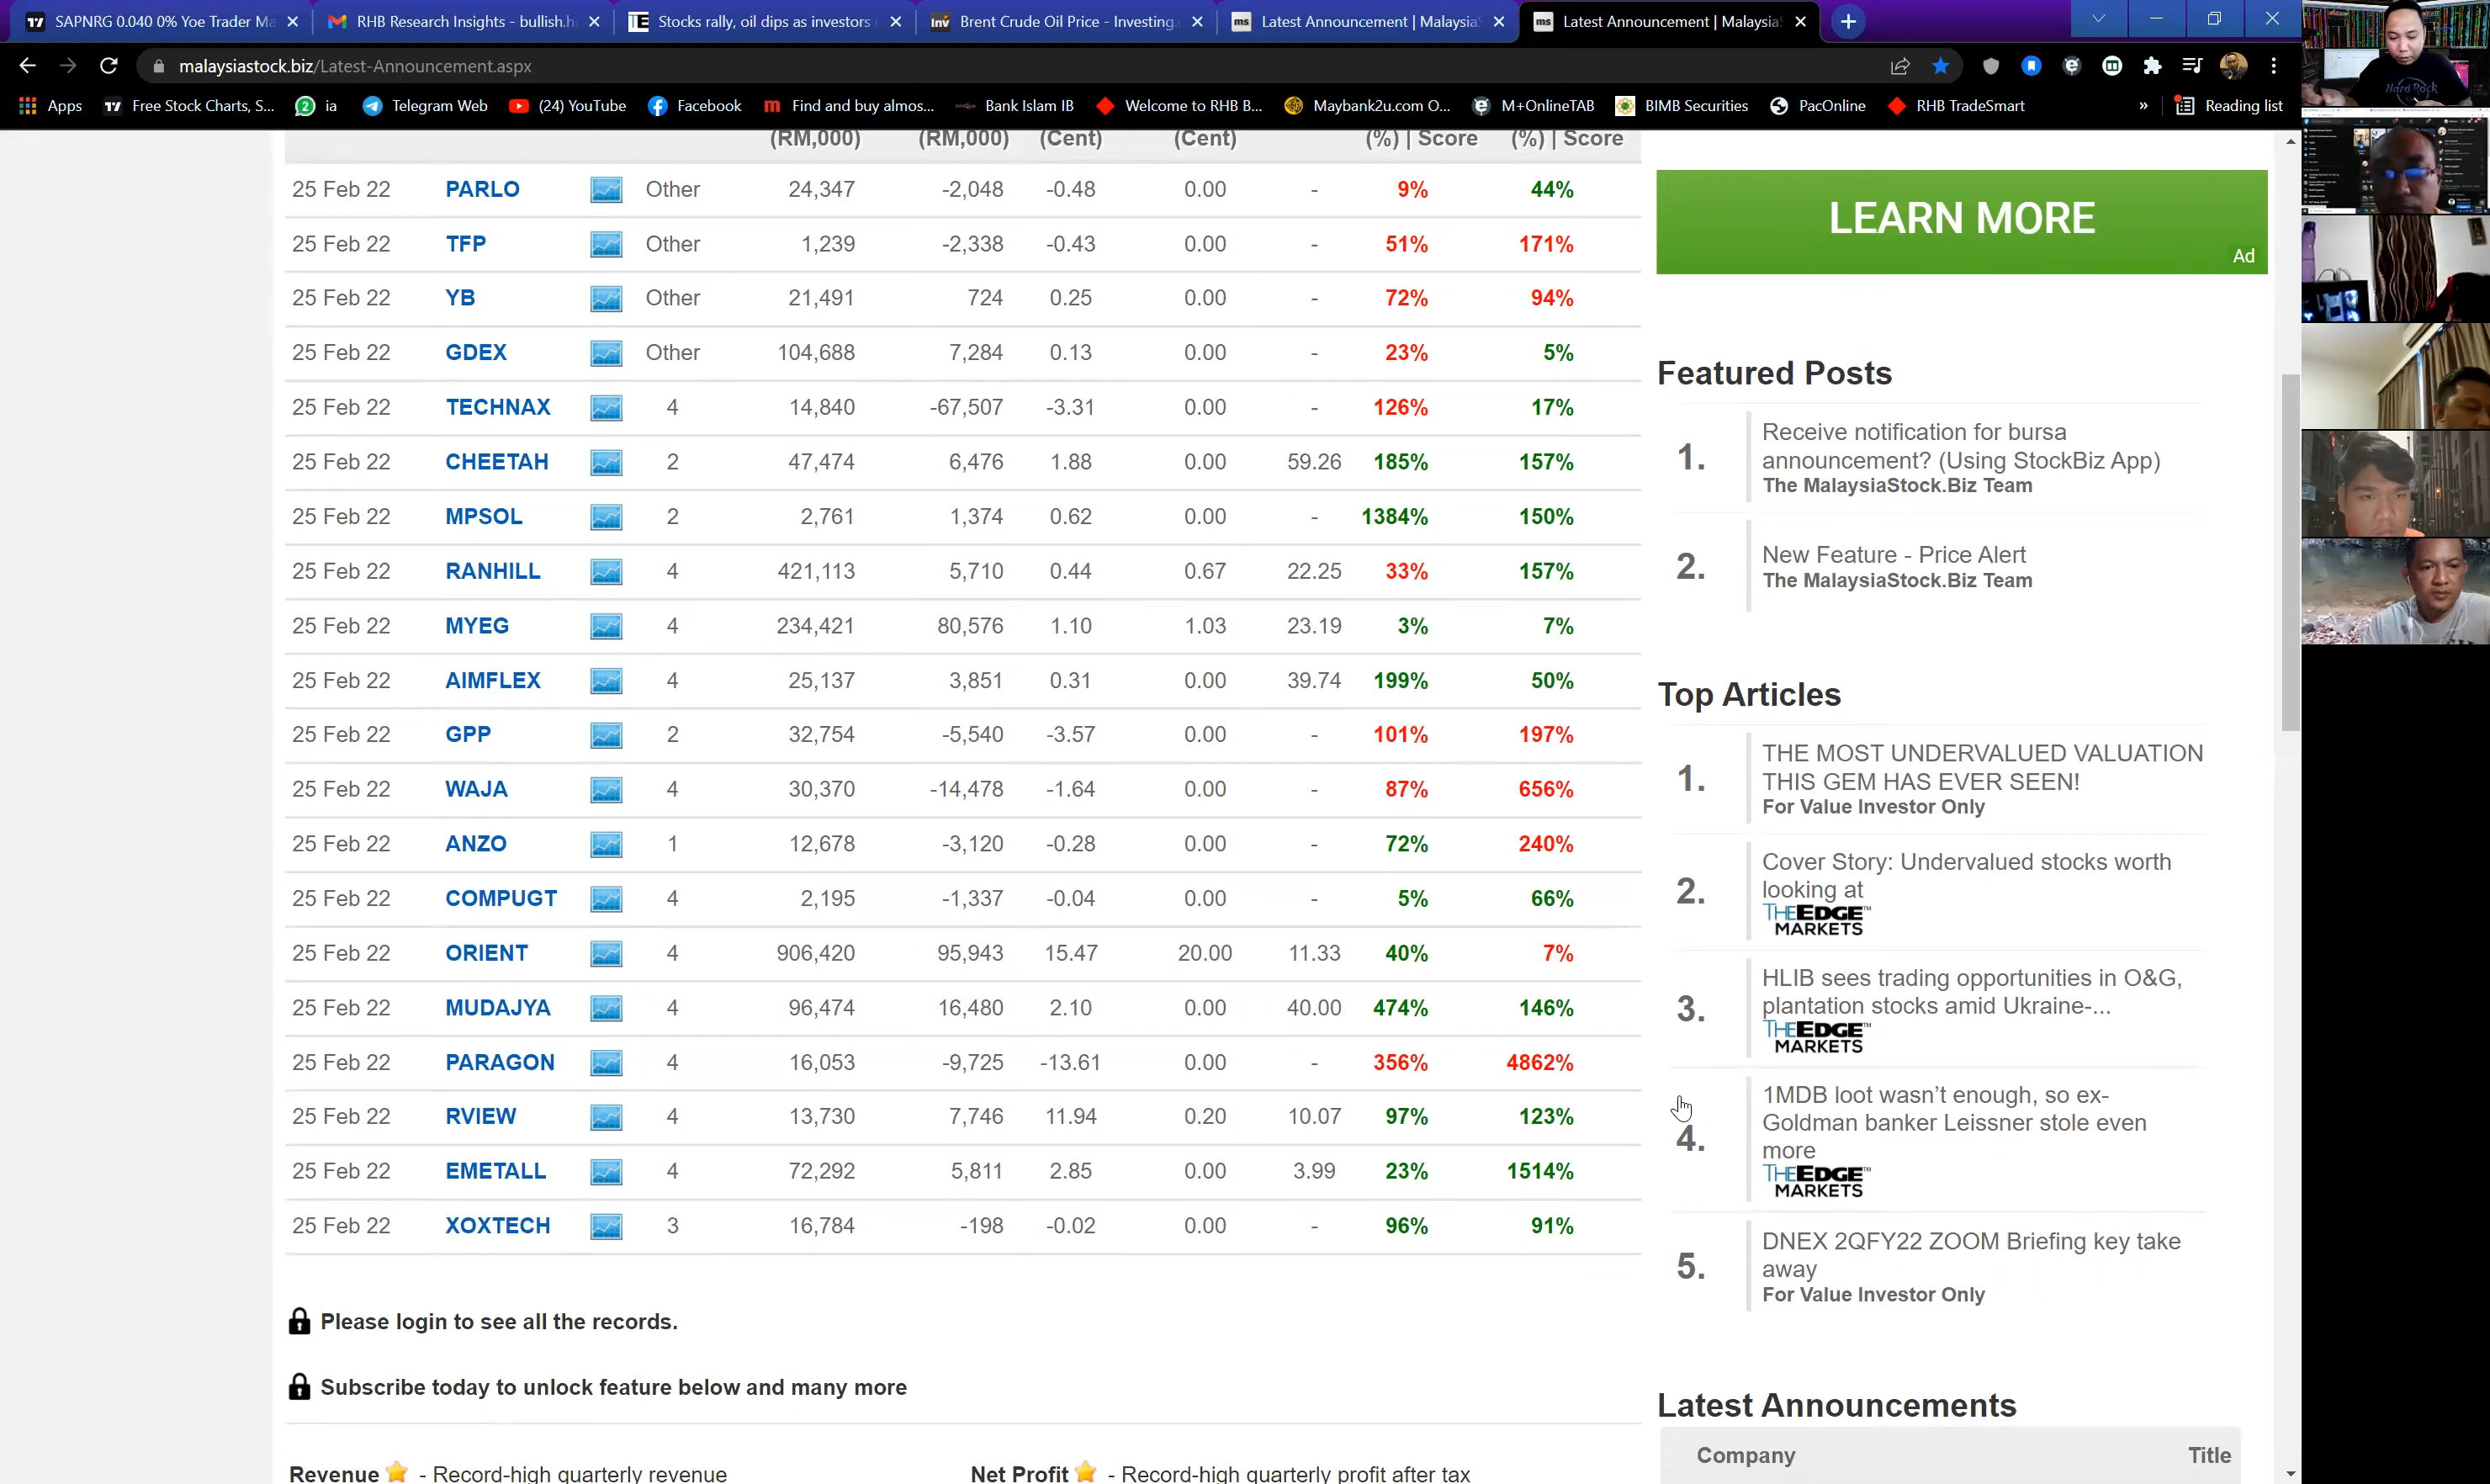 SAPNRG 0.040 0% Yoe Trader Ma
RHB Research Insights - bullish.h
Stocks rally, oil dips as investors
Brent Crude Oil Price - Investing.
Latest Announcement | Malaysia
Latest Announcement | Malaysia
malaysiastock.biz/Latest-Announcement.aspx
Apps
Free Stock Charts, S...
ia
Telegram Web
(24) YouTube
Facebook
Find and buy almos...
Bank Islam IB
Welcome to RHB B...
Maybank2u.com O...
M+OnlineTAB
BIMB Securities
PacOnline
RHB TradeSmart
»
Reading list
(RM,000) (RM,000) (Cent) (Cent) (%) | Score (%) | Score
25 Feb 22 PARLO Other 24,347 -2,048 -0.48 0.00 - 9% 44%
25 Feb 22 TFP Other 1,239 -2,338 -0.43 0.00 - 51% 171%
25 Feb 22 YB Other 21,491 724 0.25 0.00 - 72% 94%
25 Feb 22 GDEX Other 104,688 7,284 0.13 0.00 - 23% 5%
25 Feb 22 TECHNAX 4 14,840 -67,507 -3.31 0.00 - 126% 17%
25 Feb 22 CHEETAH 2 47,474 6,476 1.88 0.00 59.26 185% 157%
25 Feb 22 MPSOL 2 2,761 1,374 0.62 0.00 - 1384% 150%
25 Feb 22 RANHILL 4 421,113 5,710 0.44 0.67 22.25 33% 157%
25 Feb 22 MYEG 4 234,421 80,576 1.10 1.03 23.19 3% 7%
25 Feb 22 AIMFLEX 4 25,137 3,851 0.31 0.00 39.74 199% 50%
25 Feb 22 GPP 2 32,754 -5,540 -3.57 0.00 - 101% 197%
25 Feb 22 WAJA 4 30,370 -14,478 -1.64 0.00 - 87% 656%
25 Feb 22 ANZO 1 12,678 -3,120 -0.28 0.00 - 72% 240%
25 Feb 22 COMPUGT 4 2,195 -1,337 -0.04 0.00 - 5% 66%
25 Feb 22 ORIENT 4 906,420 95,943 15.47 20.00 11.33 40% 7%
25 Feb 22 MUDAJYA 4 96,474 16,480 2.10 0.00 40.00 474% 146%
25 Feb 22 PARAGON 4 16,053 -9,725 -13.61 0.00 - 356% 4862%
25 Feb 22 RVIEW 4 13,730 7,746 11.94 0.20 10.07 97% 123%
25 Feb 22 EMETALL 4 72,292 5,811 2.85 0.00 3.99 23% 1514%
25 Feb 22 XOXTECH 3 16,784 -198 -0.02 0.00 - 96% 91%
Please login to see all the records.
Subscribe today to unlock feature below and many more
Revenue - Record-high quarterly revenue
Net Profit - Record-high quarterly profit after tax
LEARN MORE
Ad
Featured Posts
1.
Receive notification for bursa
announcement? (Using StockBiz App)
The MalaysiaStock.Biz Team
2.
New Feature - Price Alert
The MalaysiaStock.Biz Team
Top Articles
1.
THE MOST UNDERVALUED VALUATION
THIS GEM HAS EVER SEEN!
For Value Investor Only
2.
Cover Story: Undervalued stocks worth
looking at
THEEDGE™
MARKETS
3.
HLIB sees trading opportunities in O&G,
plantation stocks amid Ukraine-...
THEEDGE™
MARKETS
4.
1MDB loot wasn't enough, so ex-
Goldman banker Leissner stole even
more
THEEDGE™
MARKETS
5.
DNEX 2QFY22 ZOOM Briefing key take
away
For Value Investor Only
Latest Announcements
Company Title
Hard Rock